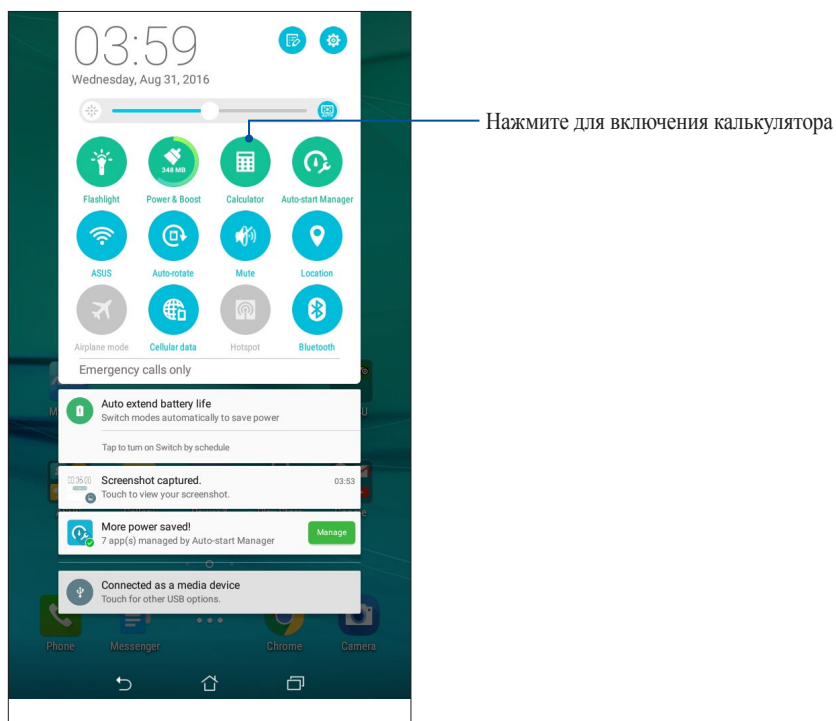 03:59
Wednesday, Aug 31, 2016
AUTO
Нажмите для включения калькулятора
348 MB
Flashlight Power & Boost Calculator Auto-start Manager
ASUS Auto-rotate Mute Location
Airplane mode Cellular data Hotspot Bluetooth
Emergency calls only
Auto extend battery life
Switch modes automatically to save power
Tap to turn on Switch by schedule
Screenshot captured. 03:53
Touch to view your screenshot.
More power saved!
7 app(s) managed by Auto-start Manager Manage
Connected as a media device
Touch for other USB options.
Phone Messenger Chrome Camera